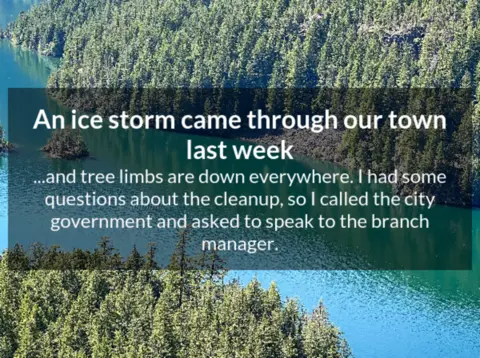 An ice storm came through our town
last week
...and tree limbs are down everywhere. I had some
questions about the cleanup, so I called the city
government and asked to speak to the branch
manager.